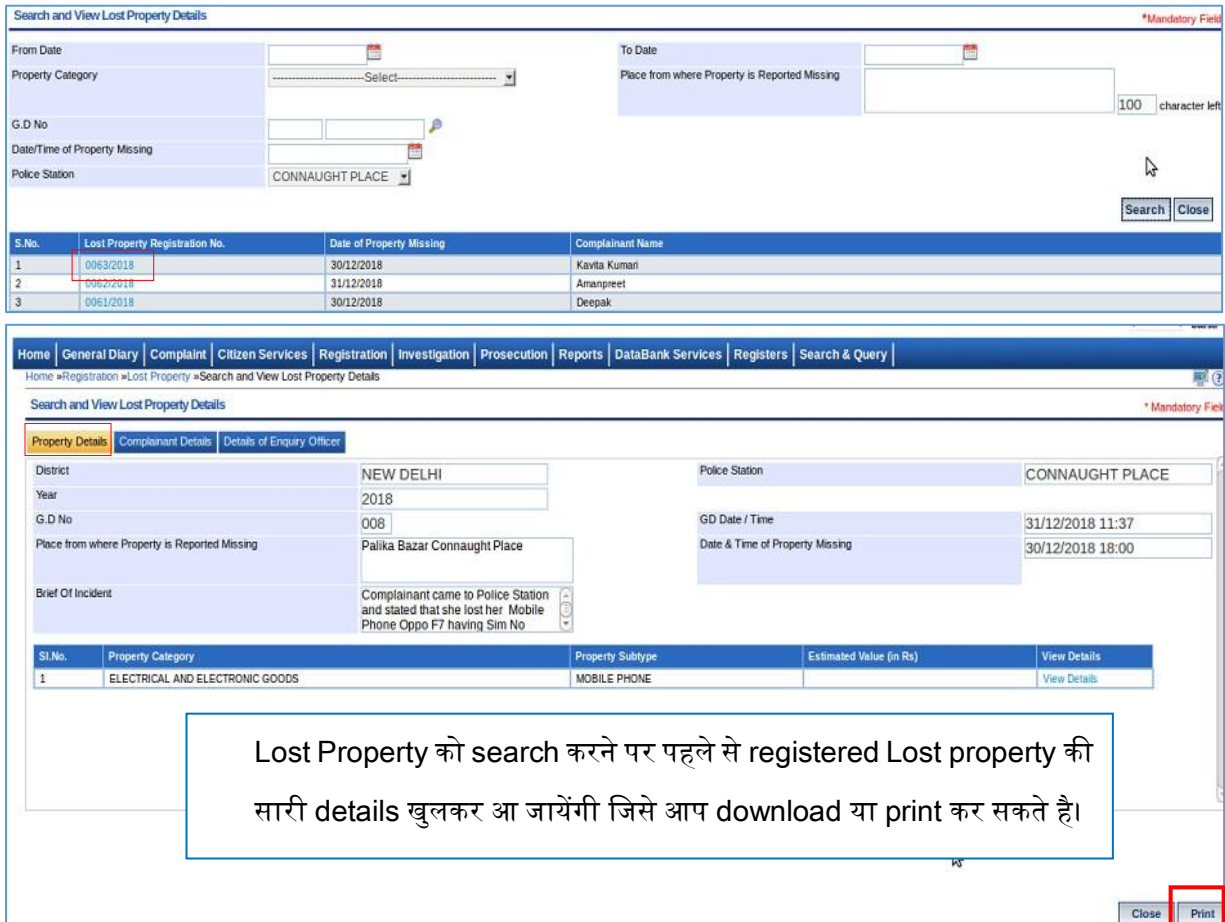 Search and View Lost Property Details
*Mandatory Field
From Date To Date
Property Category -------------------------Select--------------------------- Place from where Property is Reported Missing
100 character left
G.D No
Date/Time of Property Missing
Police Station CONNAUGHT PLACE
Search Close
S.No. Lost Property Registration No. Date of Property Missing Complainant Name
1 0063/2018 30/12/2018 Kavita Kumari
2 0062/2018 31/12/2018 Amanpreet
3 0061/2018 30/12/2018 Deepak
Home General Diary Complaint Citizen Services Registration Investigation Prosecution Reports DataBank Services Registers Search & Query
Home »Registration »Lost Property »Search and View Lost Property Details
Search and View Lost Property Details
* Mandatory Fiel
Property Details Complainant Details Details of Enquiry Officer
District NEW DELHI Police Station CONNAUGHT PLACE
Year 2018
G.D No 008 GD Date / Time 31/12/2018 11:37
Place from where Property is Reported Missing Palika Bazar Connaught Place Date & Time of Property Missing 30/12/2018 18:00
Brief Of Incident Complainant came to Police Station
and stated that she lost her Mobile
Phone Oppo F7 having Sim No
Sl.No. Property Category Property Subtype Estimated Value (in Rs) View Details
1 ELECTRICAL AND ELECTRONIC GOODS MOBILE PHONE View Details
Lost Property को search करने पर पहले से registered Lost property की
सारी details खुलकर आ जायेंगी जिसे आप download या print कर सकते है।
Close Print